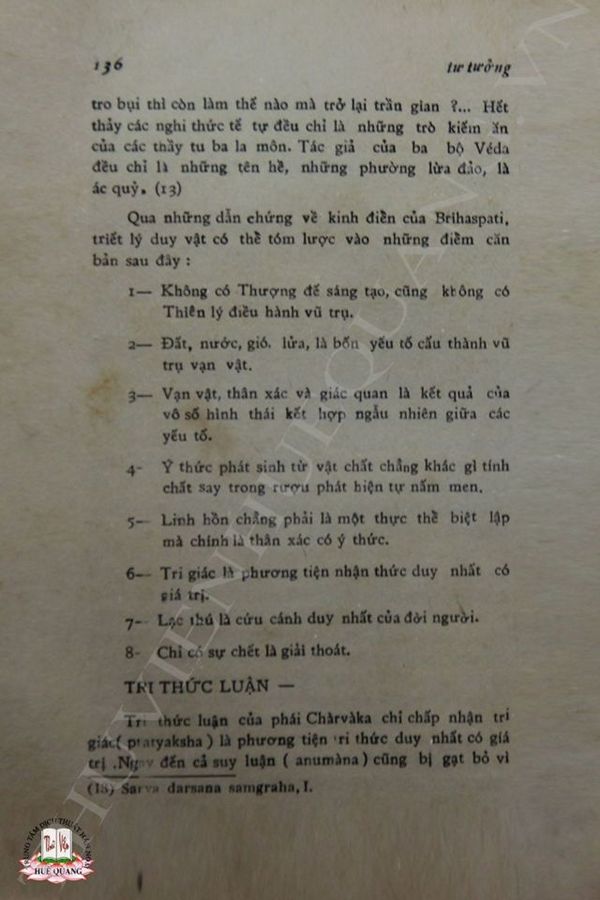 136
tư tưởng
tro bụi thì còn làm thế nào mà trở lại trần gian ?... Hết
thảy các nghi thức tế tự đều chỉ là những trò kiếm ăn
của các thầy tu ba la môn. Tác giả của ba bộ Véda
đều chỉ là những tên hề, những phường lừa đảo, là
ác quỷ. (13)
Qua những dẫn chứng về kinh điển của Brihaspati,
triết lý duy vật có thể tóm lược vào những điểm căn
bản sau đây :
1— Không có Thượng đế sáng tạo, cũng không có
Thiên lý điều hành vũ trụ.
2— Đất, nước, gió. lửa, là bốn yếu tố cấu thành vũ
trụ vạn vật.
3— Vạn vật, thân xác và giác quan là kết quả của
vô số hình thái kết hợp ngẫu nhiên giữa các
yếu tố.
4- Ý thức phát sinh từ vật chất chẳng khác gì tính
chất say trong rượu phát hiện tự nấm men.
5— Linh hồn chẳng phải là một thực thể biệt lập
mà chính là thân xác có ý thức.
6— Tri giác là phương tiện nhận thức duy nhất có
giá trị.
7- Lạc thú là cứu cánh duy nhất của đời người.
8- Chỉ có sự chết là giải thoát.
TRI THỨC LUẬN —
Tri thức luận của phái Chàrvàka chỉ chấp nhận tri
giác( pratyaksha ) là phương tiện tri thức duy nhất có giá
trị .Ngay đến cả suy luận ( anumàna ) cũng bị gạt bỏ vì
(13) Sarva darsana samgraha, I.
TRUNG TÂM DỊCH THUẬT HÁN NÔM
HUỆ QUANG
THUVIENHUEQUANG.VN